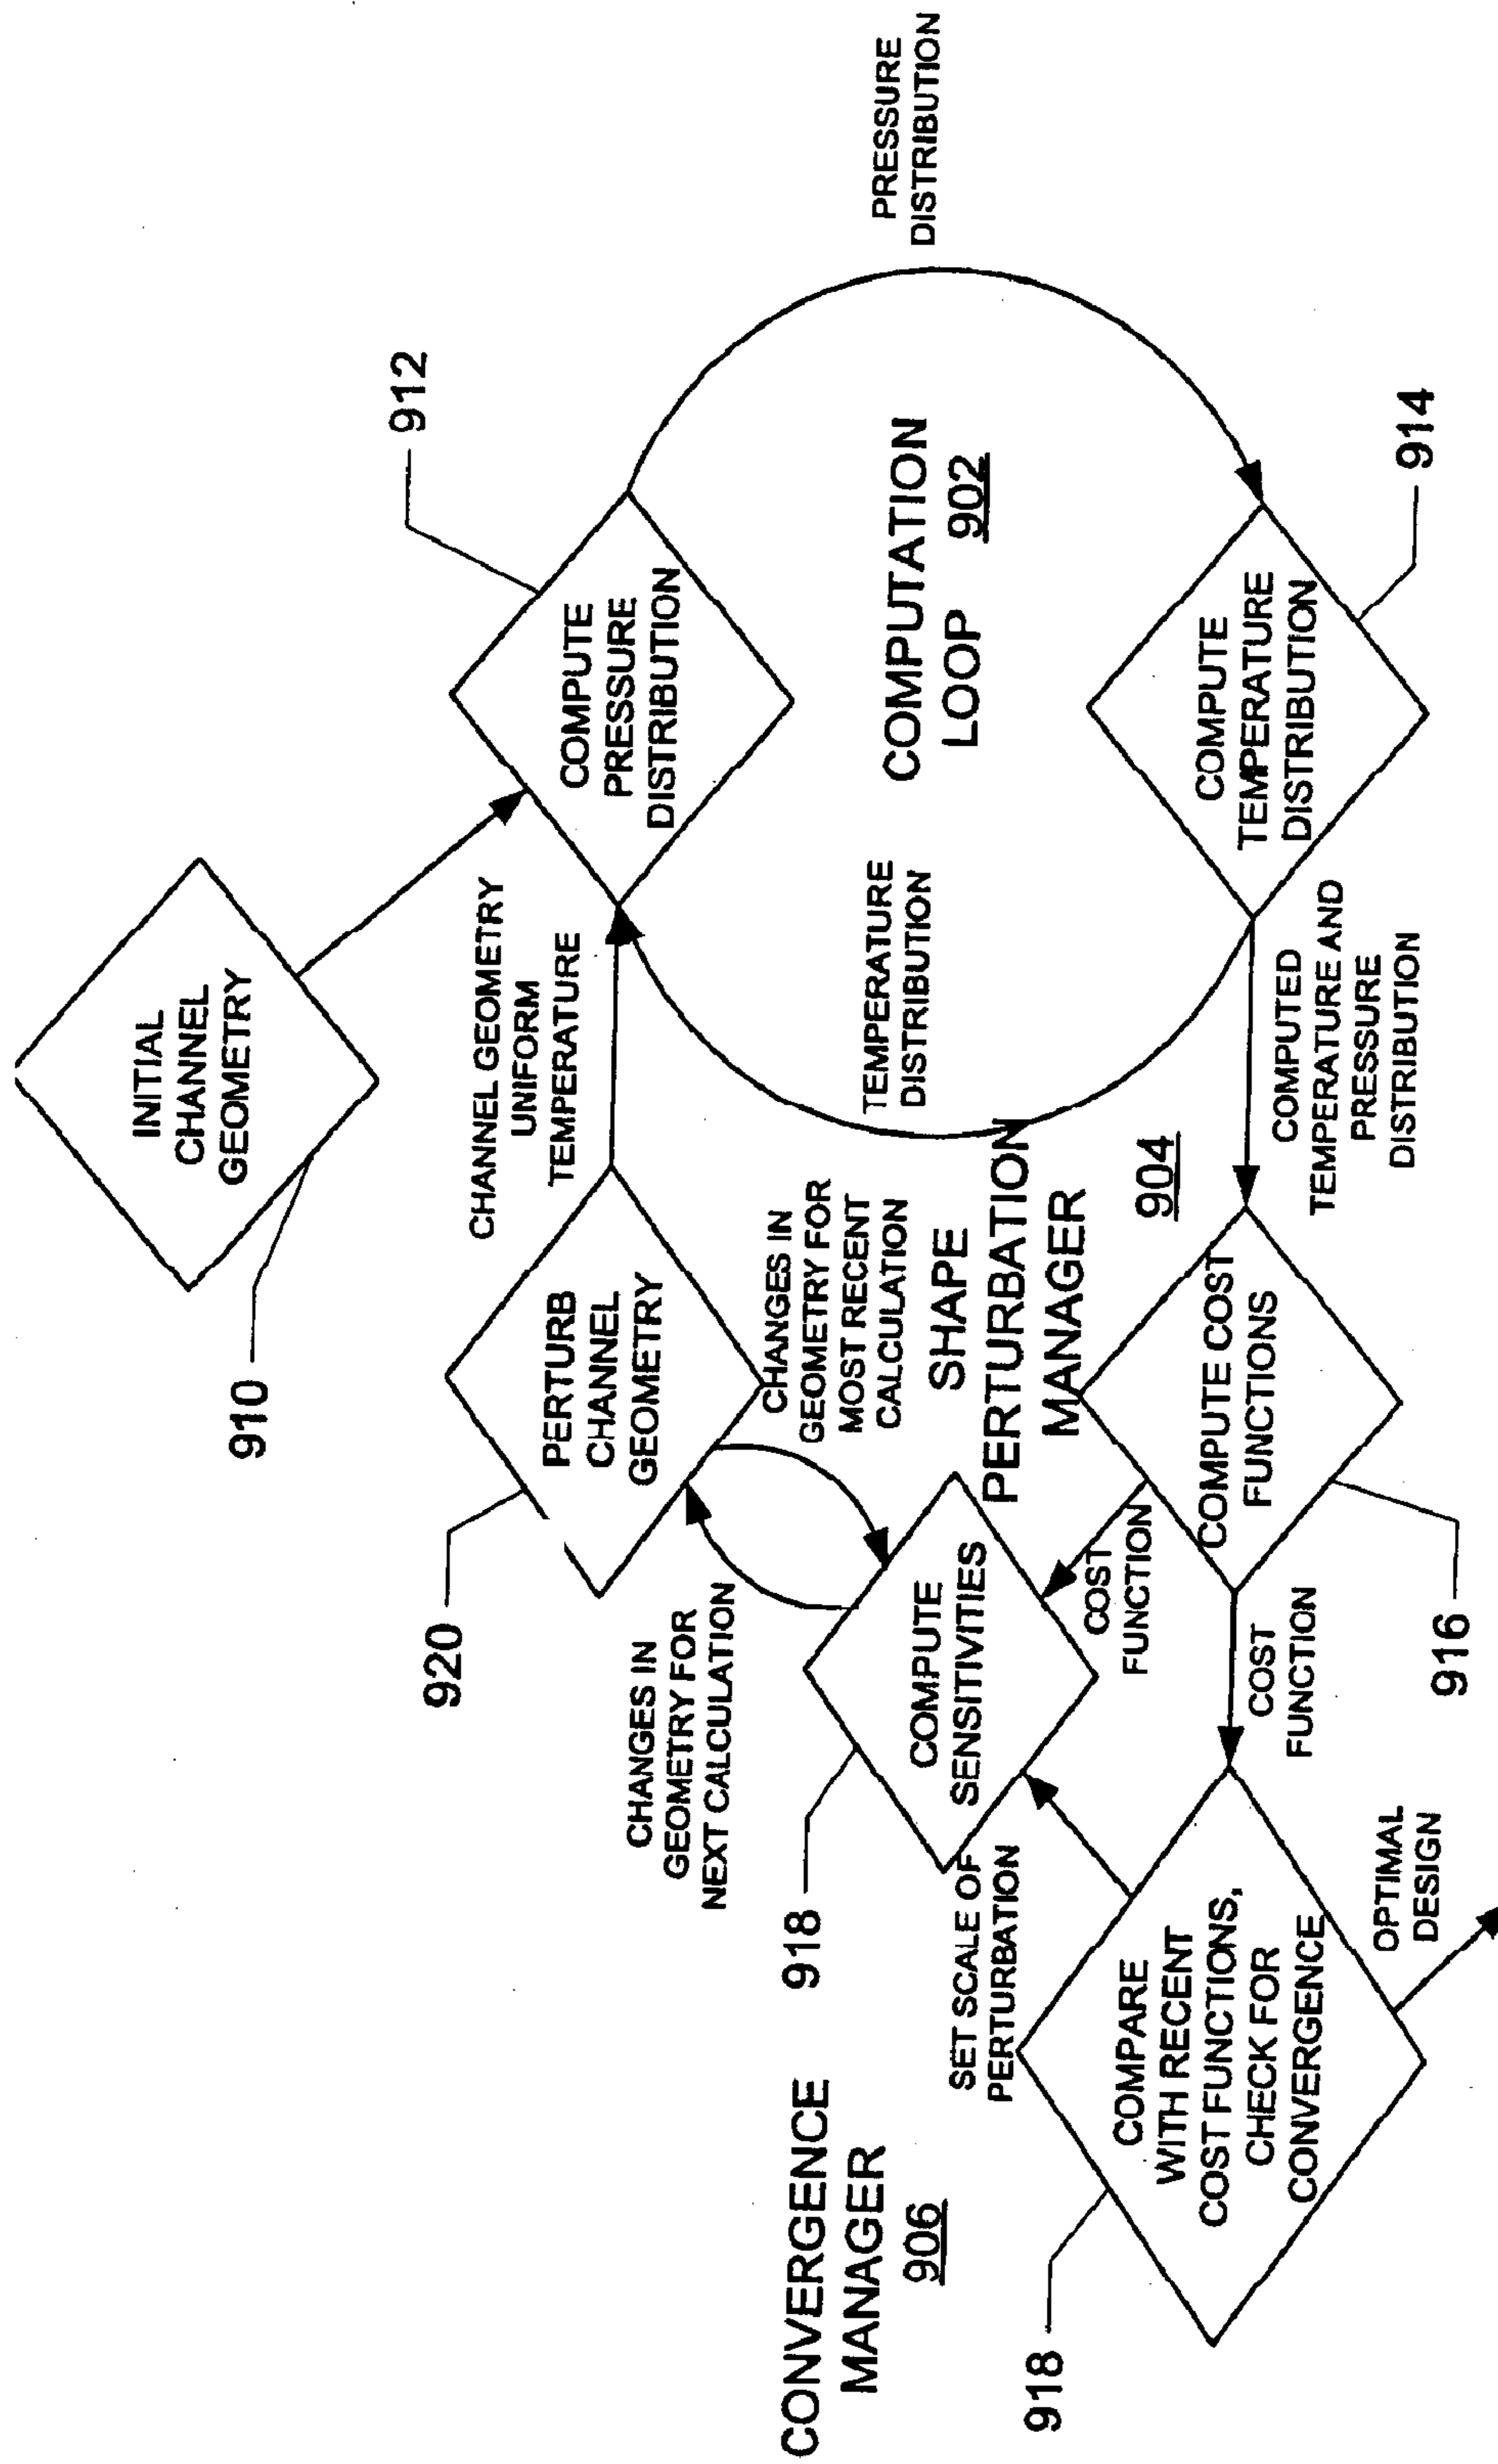 INITIAL
CHANNEL
GEOMETRY
910
CHANNEL GEOMETRY
UNIFORM
TEMPERATURE
912
COMPUTE
PRESSURE
DISTRIBUTION
PRESSURE
DISTRIBUTION
920
PERTURB
CHANNEL
GEOMETRY
CHANGES IN
GEOMETRY FOR
MOST RECENT
CALCULATION
CHANGES IN
GEOMETRY FOR
NEXT CALCULATION
TEMPERATURE
DISTRIBUTION
COMPUTATION
LOOP 902
SHAPE
PERTURBATION
MANAGER
904
CONVERGENCE
MANAGER
906
918
COMPUTE
SENSITIVITIES
SET SCALE OF
PERTURBATION
COST
FUNCTION
COMPUTE
TEMPERATURE
DISTRIBUTION
914
COMPUTED
TEMPERATURE AND
PRESSURE
DISTRIBUTION
COMPUTE COST
FUNCTIONS
916
COST
FUNCTION
COMPARE
WITH RECENT
COST FUNCTIONS,
CHECK FOR
CONVERGENCE
918
OPTIMAL
DESIGN